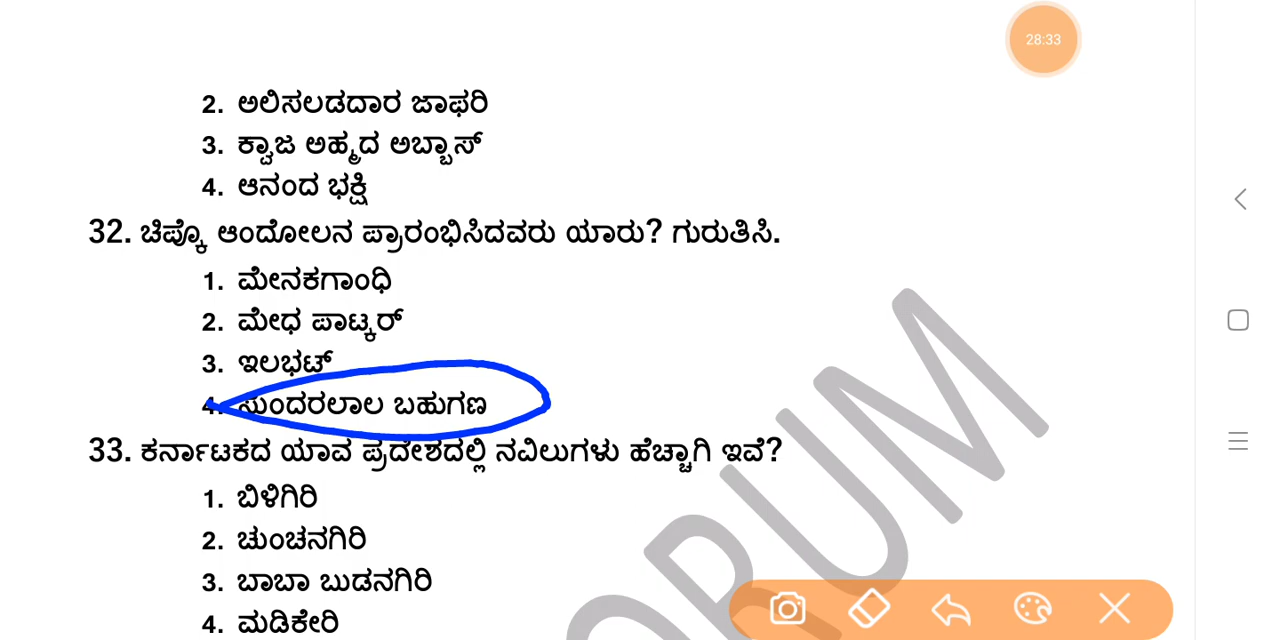 28:33
2. ಅಲಿಸಲಡದಾರ ಜಾಫರಿ
3. ಕ್ವಾಜ ಅಹ್ಮದ ಅಬ್ಬಾಸ್
4. ಆನಂದ ಭಕ್ಷಿ
32. ಚಿಪ್ಕೊ ಆಂದೋಲನ ಪ್ರಾರಂಭಿಸಿದವರು ಯಾರು? ಗುರುತಿಸಿ.
1. ಮೇನಕಗಾಂಧಿ
2. ಮೇಧ ಪಾಟ್ಕರ್
3. ಇಲಭಟ್
4. ಸುಂದರಲಾಲ ಬಹುಗಣ
33. ಕರ್ನಾಟಕದ ಯಾವ ಪ್ರದೇಶದಲ್ಲಿ ನವಿಲುಗಳು ಹೆಚ್ಚಾಗಿ ಇವೆ?
1. ಬಿಳಿಗಿರಿ
2. ಚುಂಚನಗಿರಿ
3. ಬಾಬಾ ಬುಡನಗಿರಿ
4. ಮಡಿಕೇರಿ
ORUM